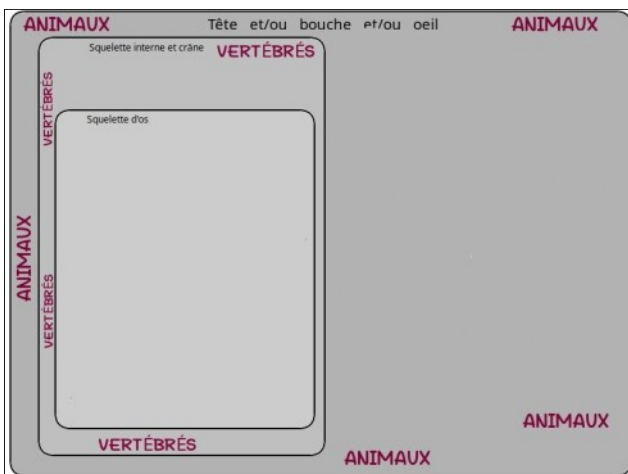 ANIMAUX Tête et/ou bouche et/ou oeil ANIMAUX
Squelette interne et crâne VERTÉBRÉS
VERTÉBRÉS
Squelette d'os
ANIMAUX
VERTÉBRÉS
ANIMAUX
VERTÉBRÉS
ANIMAUX